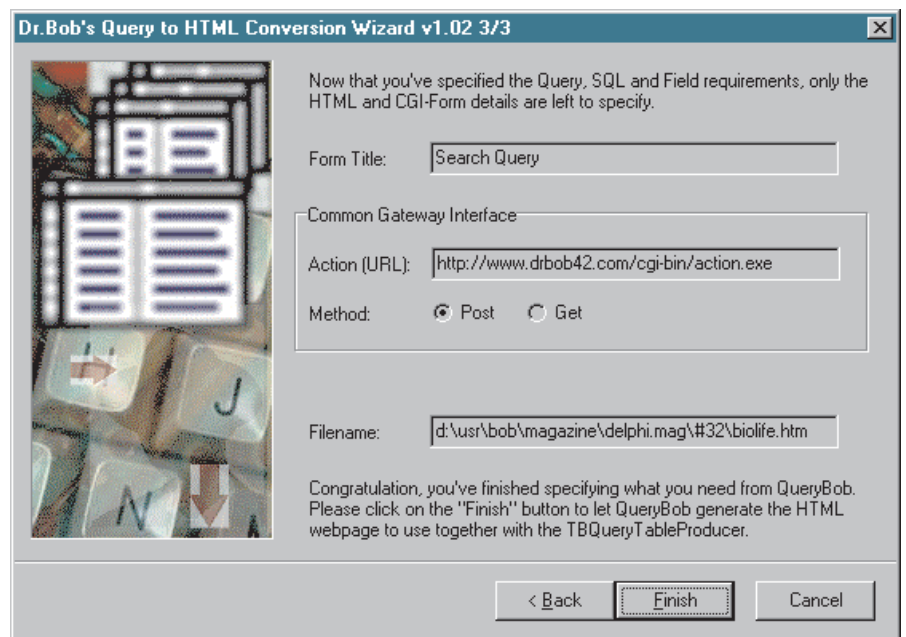 Dr.Bob's Query to HTML Conversion Wizard v1.02 3/3
Now that you've specified the Query, SQL and Field requirements, only the
HTML and CGI-Form details are left to specify.
Form Title: Search Query
Common Gateway Interface
Action (URL): http://www.drbob42.com/cgi-bin/action.exe
Method: Post Get
Filename: d:\usr\bob\magazine\delphi.mag\#32\biolife.htm
Congratulation, you've finished specifying what you need from QueryBob.
Please click on the "Finish" button to let QueryBob generate the HTML
webpage to use together with the TBQueryTableProducer.
J
N
< Back Finish Cancel